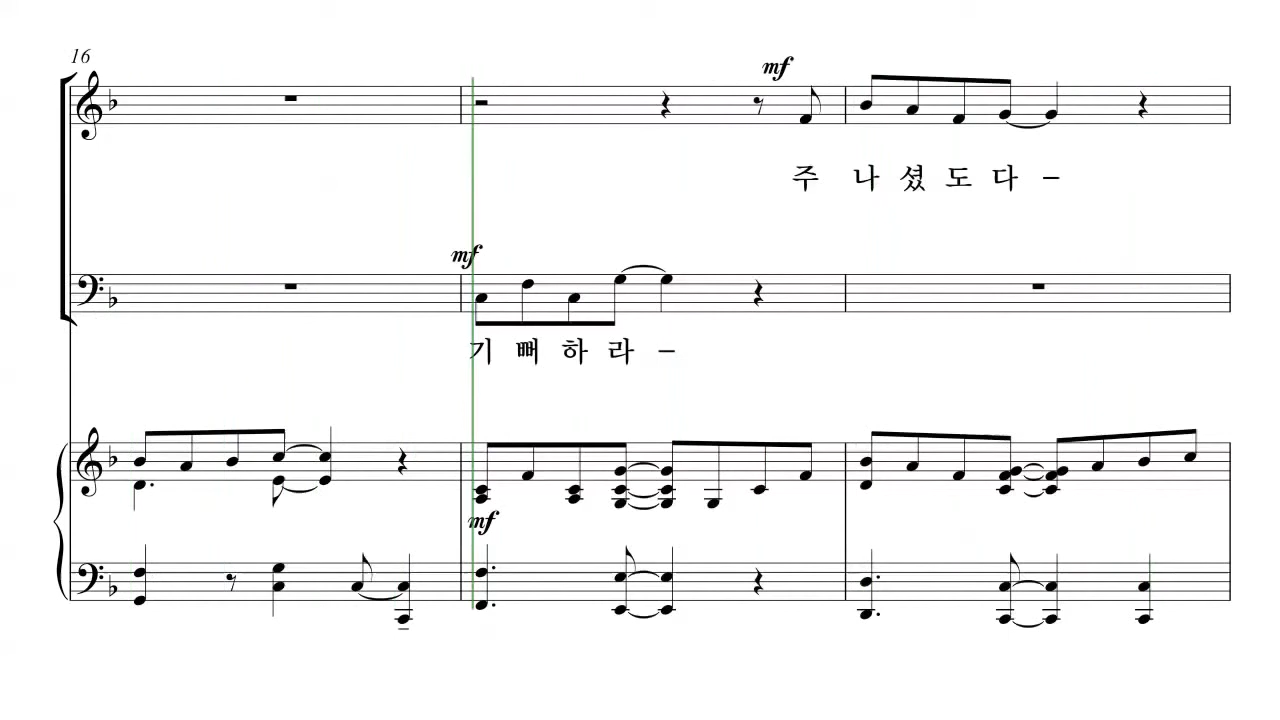 16
mf
주 나 셨 도 다 –
mf
기 뻐 하 라 –
mf